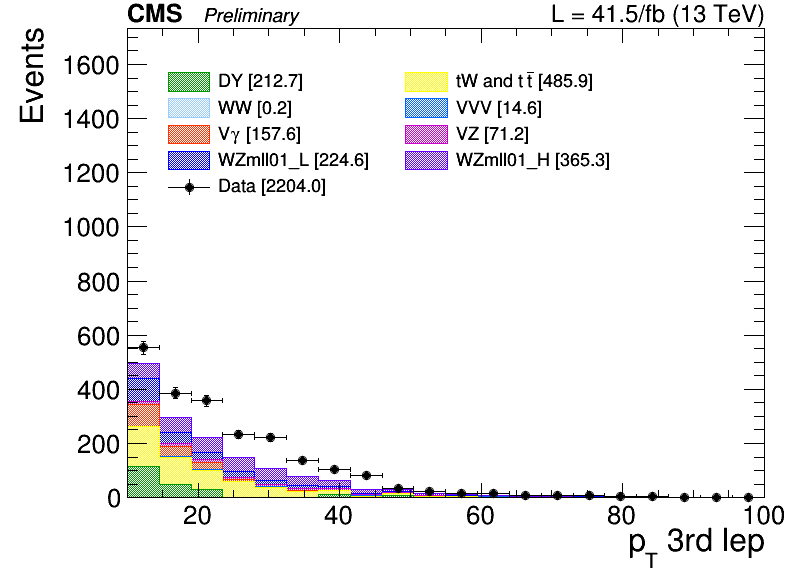 CMS Preliminary L = 41.5/fb (13 TeV)
Events
1600
1400
1200
1000
800
600
400
200
0
DY [212.7] tW and t t̅ [485.9]
WW [0.2] VVV [14.6]
Vγ [157.6] VZ [71.2]
WZmll01_L [224.6] WZmll01_H [365.3]
Data [2204.0]
20 40 60 80 100
p_T 3rd lep